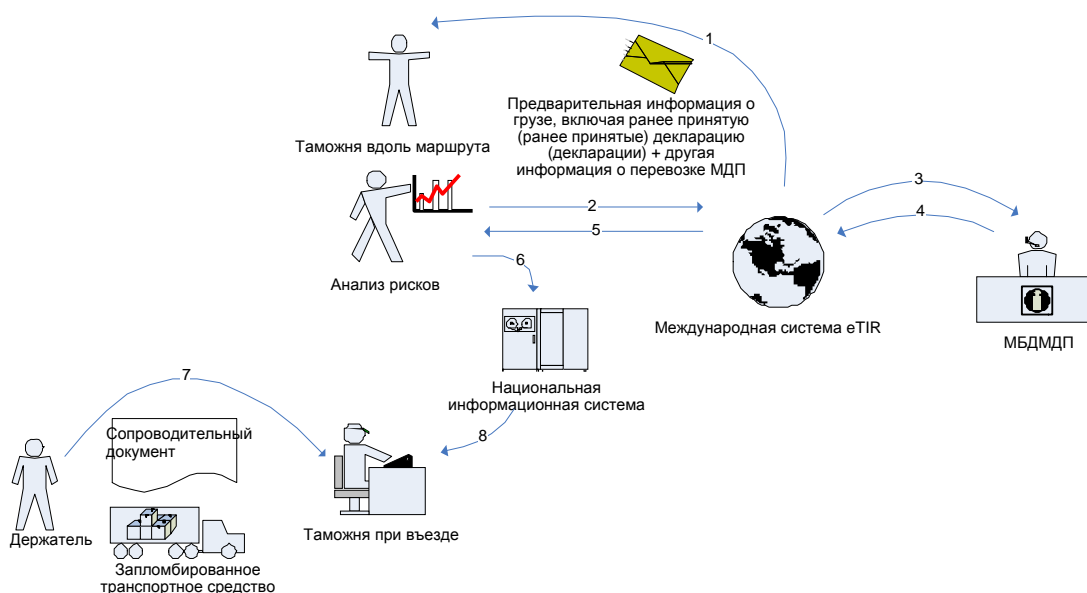 1
Предварительная информация о
грузе, включая ранее принятую
(ранее принятые) декларацию
(декларации) + другая
информация о перевозке МДП
Таможня вдоль маршрута
2
3
4
5
6
Анализ рисков
Международная система eTIR
МБДМДП
Национальная
информационная система
7
8
Сопроводительный
документ
Держатель
Таможня при въезде
Запломбированное
транспортное средство